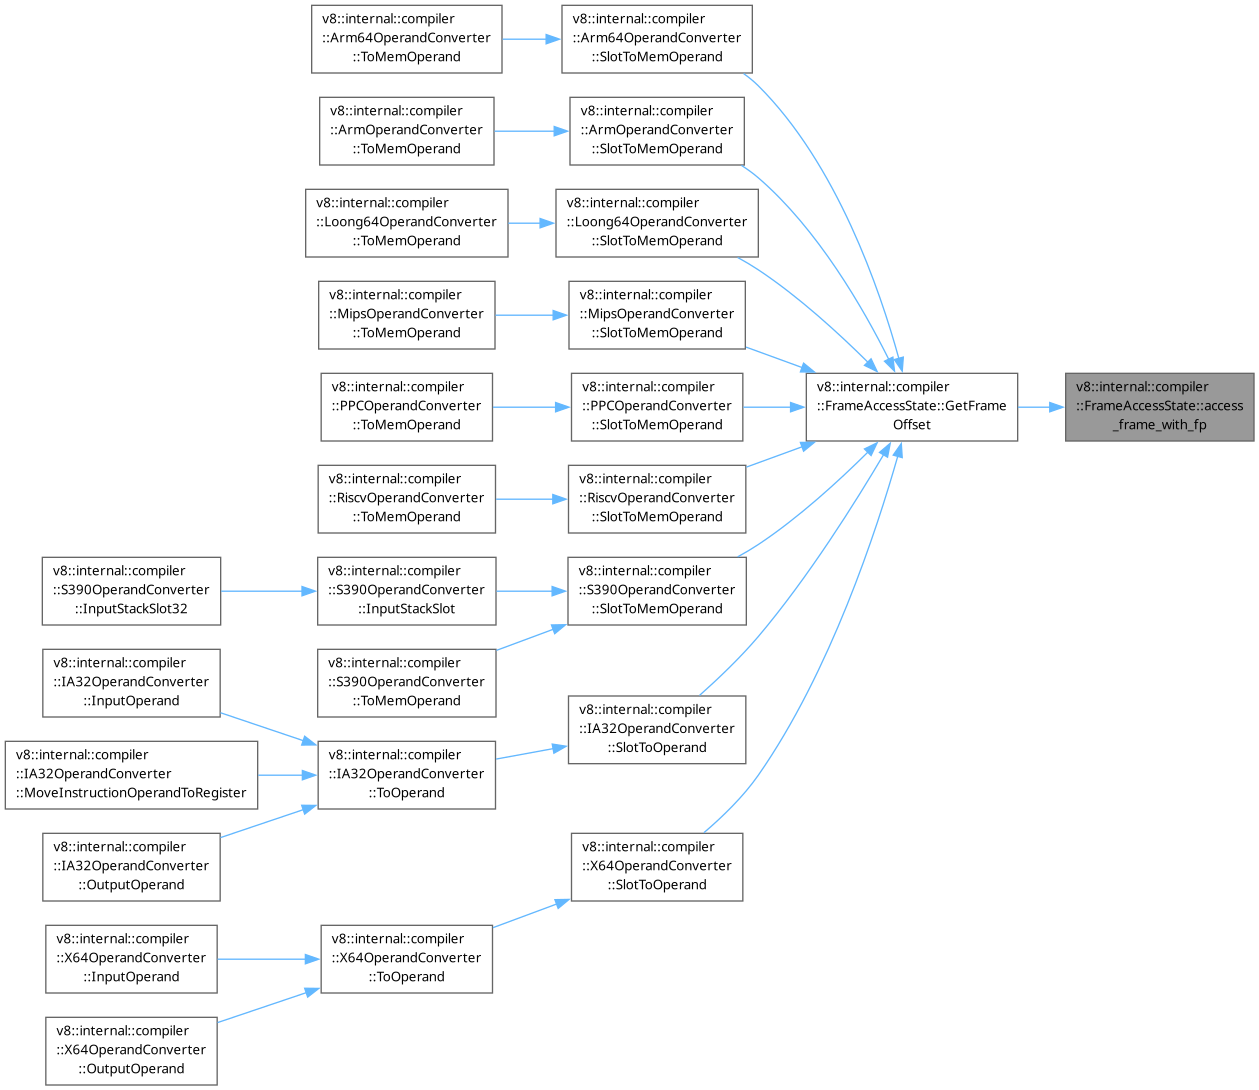 v8::internal::compiler
::Arm64OperandConverter
::ToMemOperand
v8::internal::compiler
::Arm64OperandConverter
::SlotToMemOperand
v8::internal::compiler
::ArmOperandConverter
::ToMemOperand
v8::internal::compiler
::ArmOperandConverter
::SlotToMemOperand
v8::internal::compiler
::Loong64OperandConverter
::ToMemOperand
v8::internal::compiler
::Loong64OperandConverter
::SlotToMemOperand
v8::internal::compiler
::MipsOperandConverter
::ToMemOperand
v8::internal::compiler
::MipsOperandConverter
::SlotToMemOperand
v8::internal::compiler
::PPCOperandConverter
::ToMemOperand
v8::internal::compiler
::PPCOperandConverter
::SlotToMemOperand
v8::internal::compiler
::FrameAccessState::GetFrame
Offset
v8::internal::compiler
::FrameAccessState::access
_frame_with_fp
v8::internal::compiler
::RiscvOperandConverter
::ToMemOperand
v8::internal::compiler
::RiscvOperandConverter
::SlotToMemOperand
v8::internal::compiler
::S390OperandConverter
::InputStackSlot32
v8::internal::compiler
::S390OperandConverter
::InputStackSlot
v8::internal::compiler
::S390OperandConverter
::SlotToMemOperand
v8::internal::compiler
::IA32OperandConverter
::InputOperand
v8::internal::compiler
::S390OperandConverter
::ToMemOperand
v8::internal::compiler
::IA32OperandConverter
::SlotToOperand
v8::internal::compiler
::IA32OperandConverter
::MoveInstructionOperandToRegister
v8::internal::compiler
::IA32OperandConverter
::ToOperand
v8::internal::compiler
::IA32OperandConverter
::OutputOperand
v8::internal::compiler
::X64OperandConverter
::SlotToOperand
v8::internal::compiler
::X64OperandConverter
::InputOperand
v8::internal::compiler
::X64OperandConverter
::ToOperand
v8::internal::compiler
::X64OperandConverter
::OutputOperand